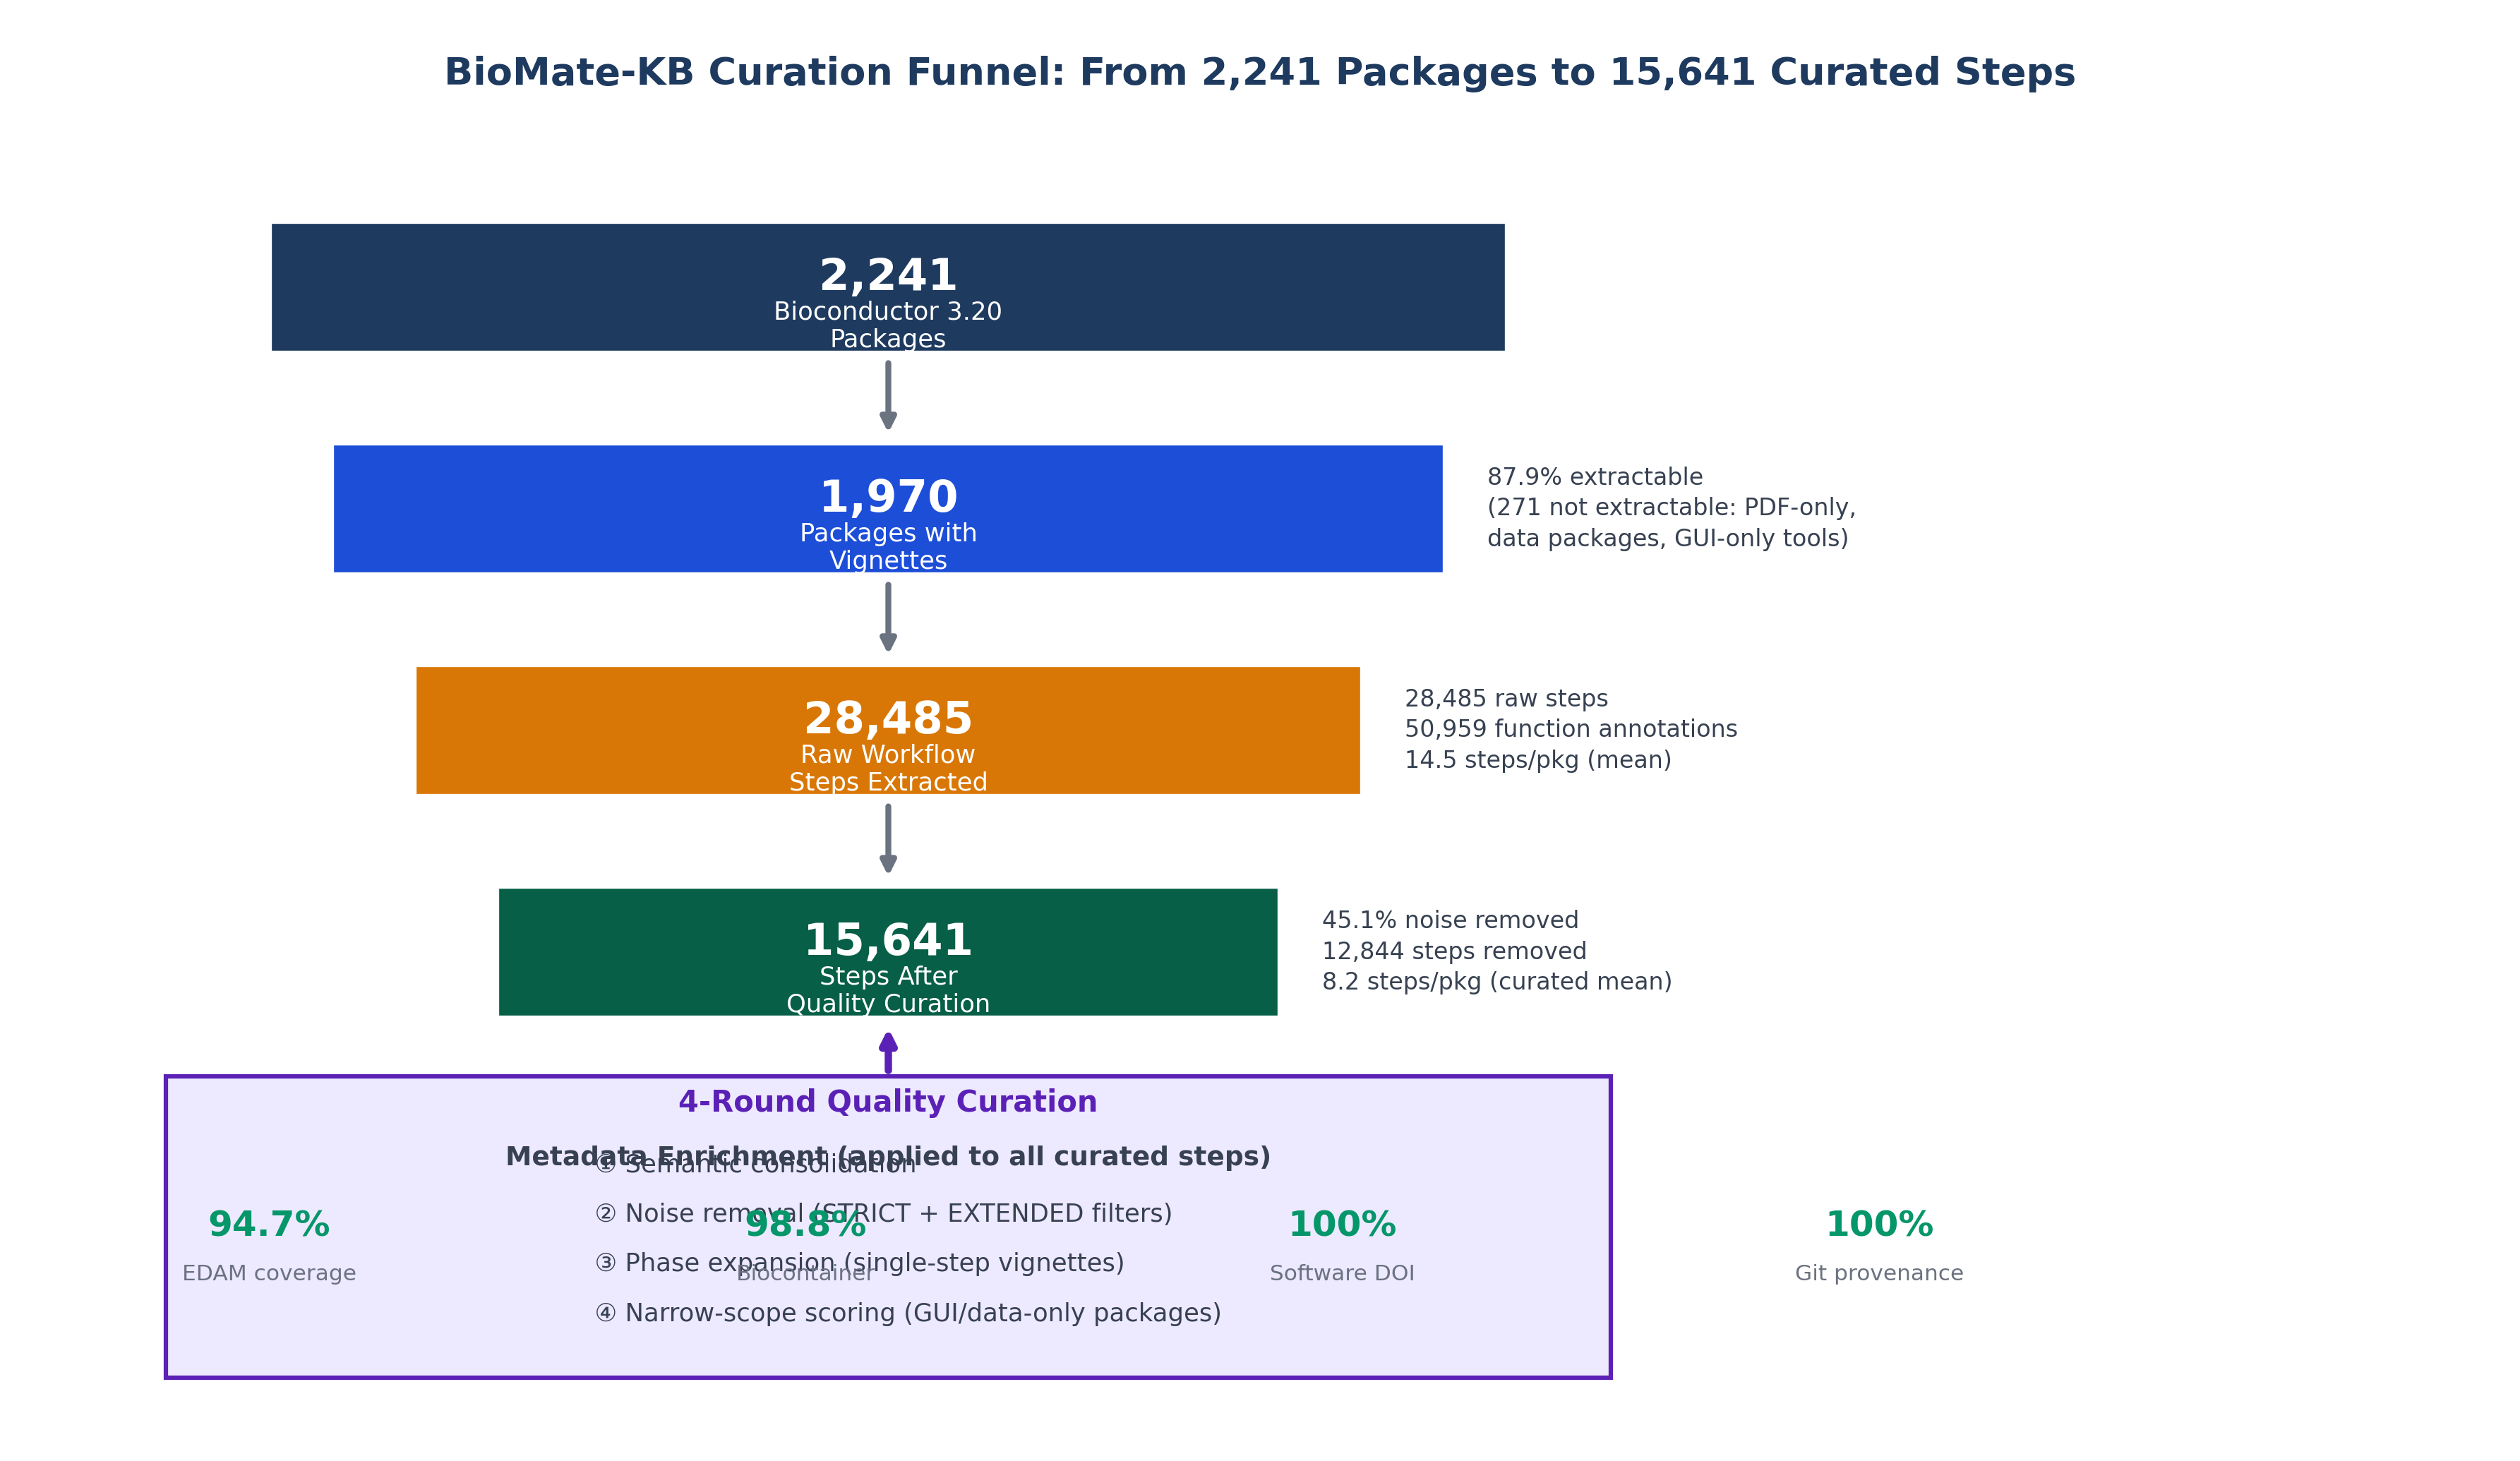 BioMate-KB Curation Funnel: From 2,241 Packages to 15,641 Curated Steps
2,241
Bioconductor 3.20
Packages
1,970
Packages with
Vignettes
87.9% extractable
(271 not extractable: PDF-only,
data packages, GUI-only tools)
28,485
Raw Workflow
Steps Extracted
28,485 raw steps
50,959 function annotations
14.5 steps/pkg (mean)
15,641
Steps After
Quality Curation
45.1% noise removed
12,844 steps removed
8.2 steps/pkg (curated mean)
4-Round Quality Curation
Metadata Enrichment (applied to all curated steps)
① Semantic consolidation
② Noise removal (STRICT + EXTENDED filters)
③ Phase expansion (single-step vignettes)
④ Narrow-scope scoring (GUI/data-only packages)
94.7%
EDAM coverage
98.8%
Biocontainer
100%
Software DOI
100%
Git provenance